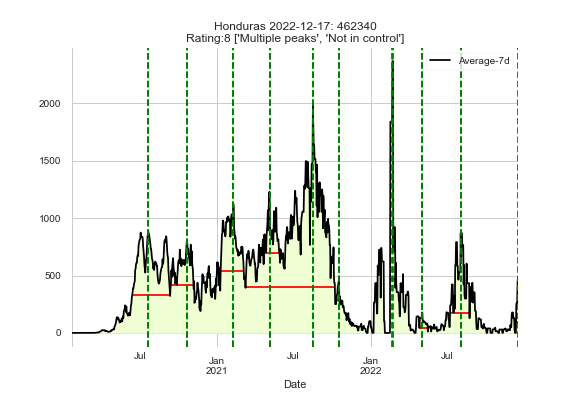 Honduras 2022-12-17: 462340
Rating:8 ['Multiple peaks', 'Not in control']
Average-7d
2000
1500
1000
500
0
Jul
Jan
2021
Jul
Jan
2022
Jul
Date